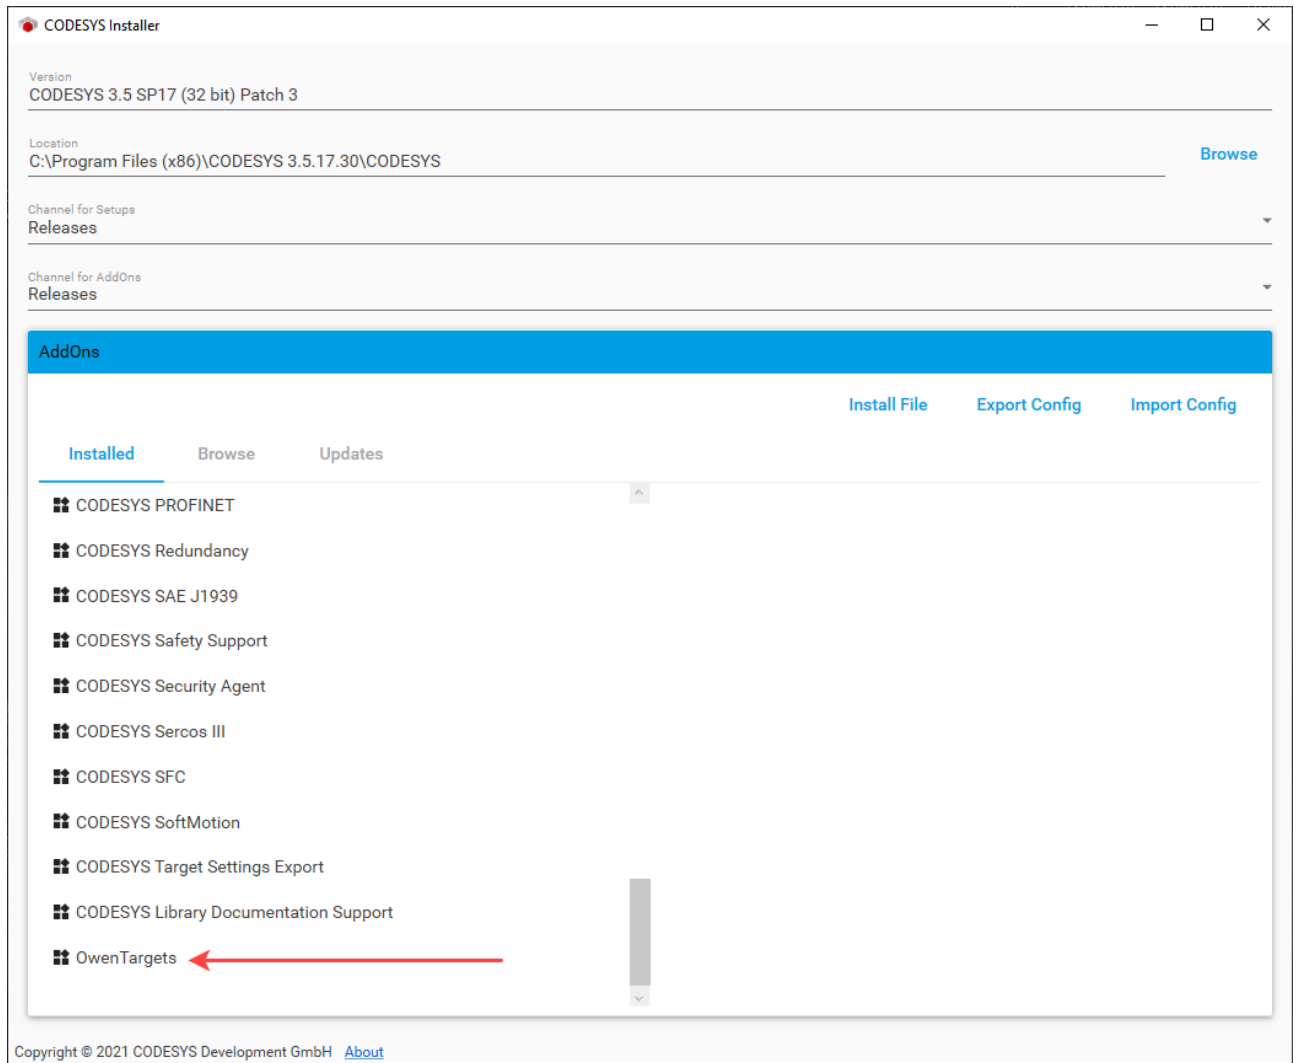 CODESYS Installer
Version
CODESYS 3.5 SP17 (32 bit) Patch 3
Location
C:\Program Files (x86)\CODESYS 3.5.17.30\CODESYS
Browse
Channel for Setups
Releases
Channel for AddOns
Releases
AddOns
Install File Export Config Import Config
Installed Browse Updates
CODESYS PROFINET
CODESYS Redundancy
CODESYS SAE J1939
CODESYS Safety Support
CODESYS Security Agent
CODESYS Sercos III
CODESYS SFC
CODESYS SoftMotion
CODESYS Target Settings Export
CODESYS Library Documentation Support
OwenTargets
Copyright © 2021 CODESYS Development GmbH About